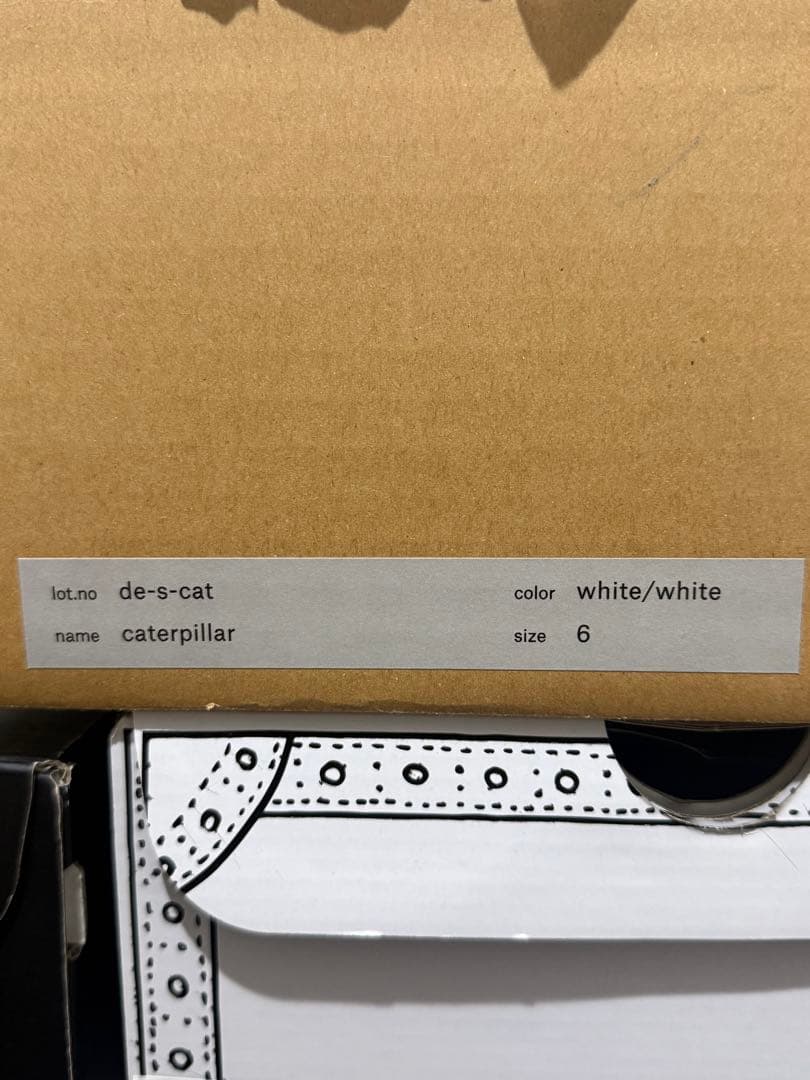 lot.no de-s-cat color white/white
name caterpillar size 6